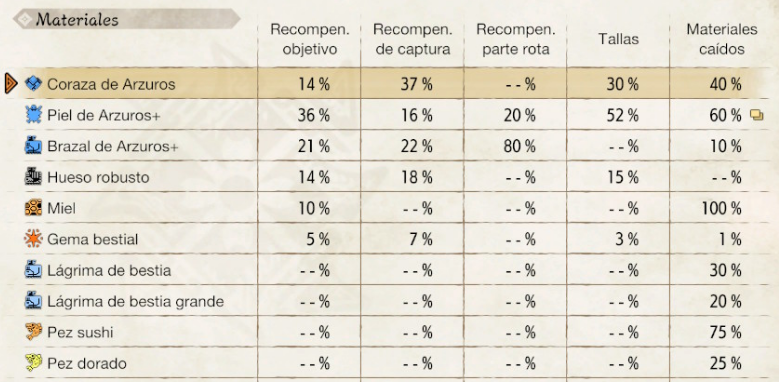 Materiales
Recompen. objetivo Recompen. de captura Recompen. parte rota Tallas Materiales caídos
Coraza de Arzuros 14 % 37 % -- % 30 % 40 %
Piel de Arzuros+ 36 % 16 % 20 % 52 % 60 %
Brazal de Arzuros+ 21 % 22 % 80 % -- % 10 %
Hueso robusto 14 % 18 % -- % 15 % -- %
Miel 10 % -- % -- % -- % 100 %
Gema bestial 5 % 7 % -- % 3 % 1 %
Lágrima de bestia -- % -- % -- % -- % 30 %
Lágrima de bestia grande -- % -- % -- % -- % 20 %
Pez sushi -- % -- % -- % -- % 75 %
Pez dorado -- % -- % -- % -- % 25 %